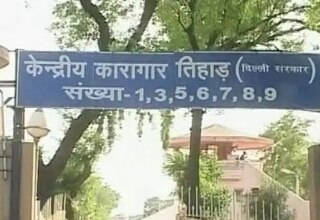 केन्द्रीय कारागार तिहाड़ (दिल्ली सरकार)
संख्या-1,3,5,6,7,8,9